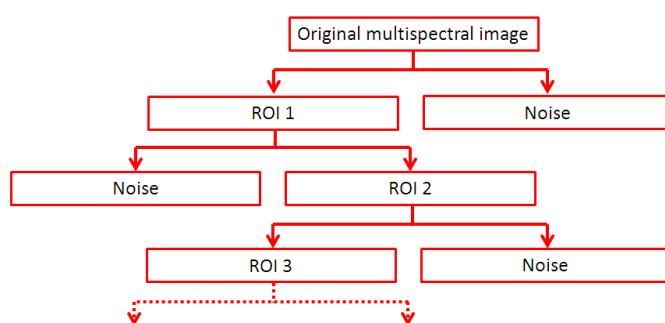 Original multispectral image
ROI 1
Noise
Noise
ROI 2
ROI 3
Noise